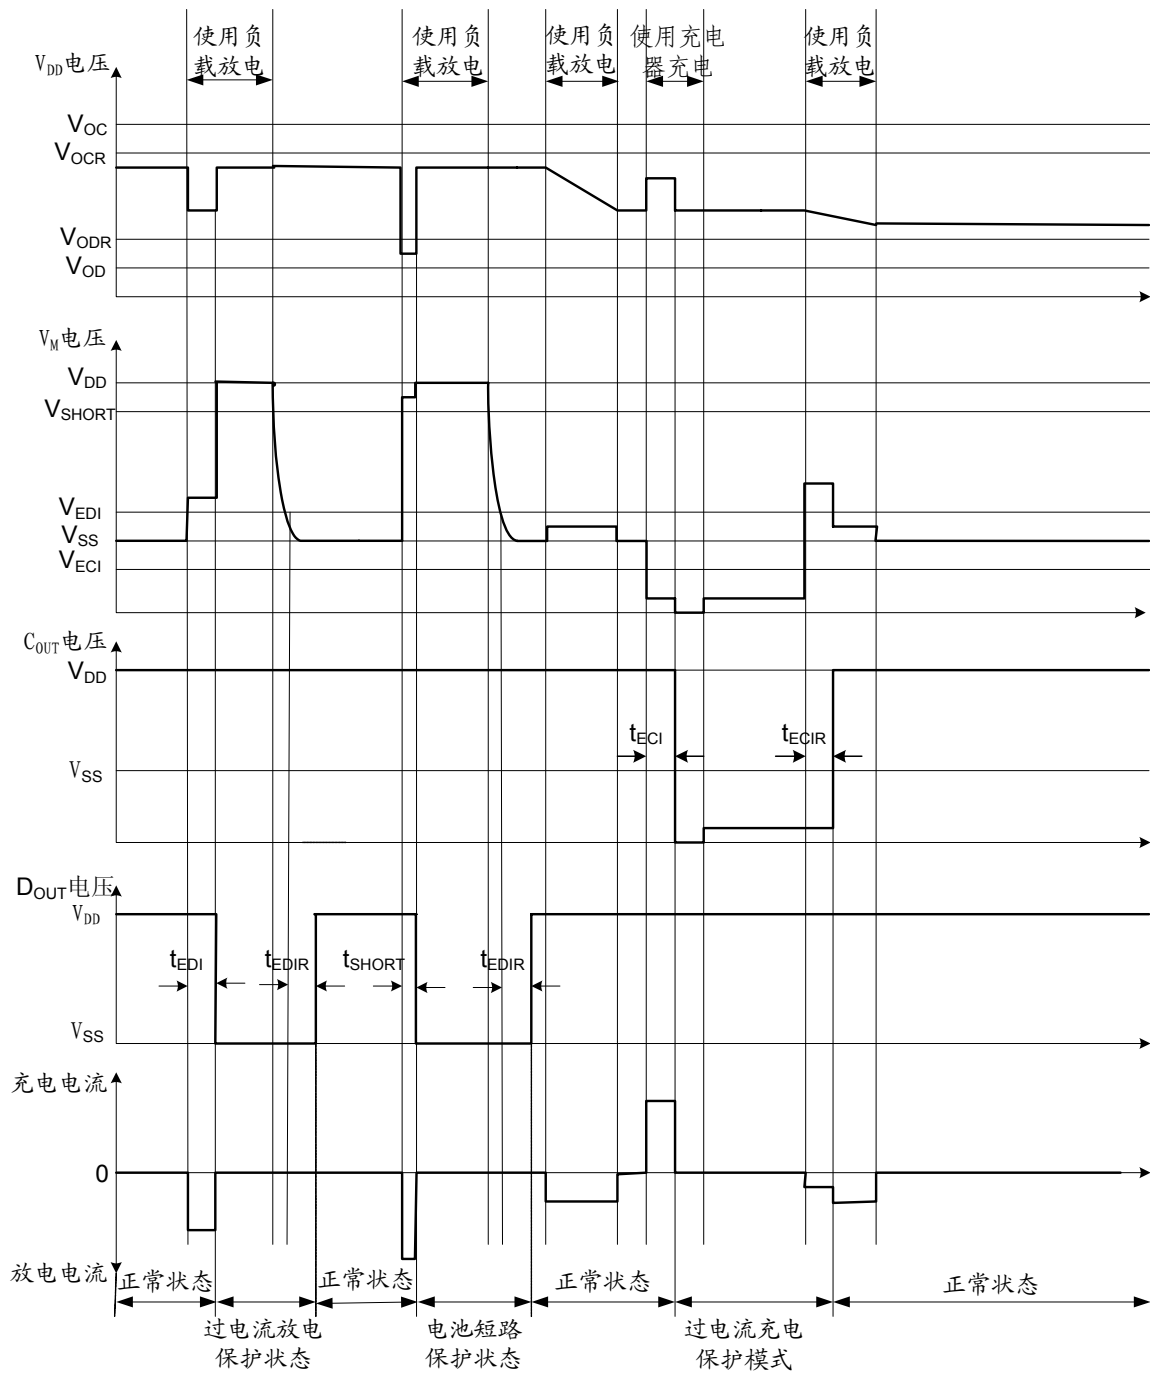 使用负
载放电
使用负
载放电
使用负
载放电
使用充电
器充电
使用负
载放电
VDD电压
VOC
VOCR
VODR
VOD
VM电压
VDD
VSHORT
VEDI
VSS
VECI
COUT电压
VDD
tECI
tECIR
VSS
DOUT电压
VDD
tEDI
tEDIR
tSHORT
tEDIR
VSS
充电电流
0
放电电流
正常状态
正常状态
正常状态
正常状态
过电流放电
保护状态
电池短路
保护状态
过电流充电
保护模式